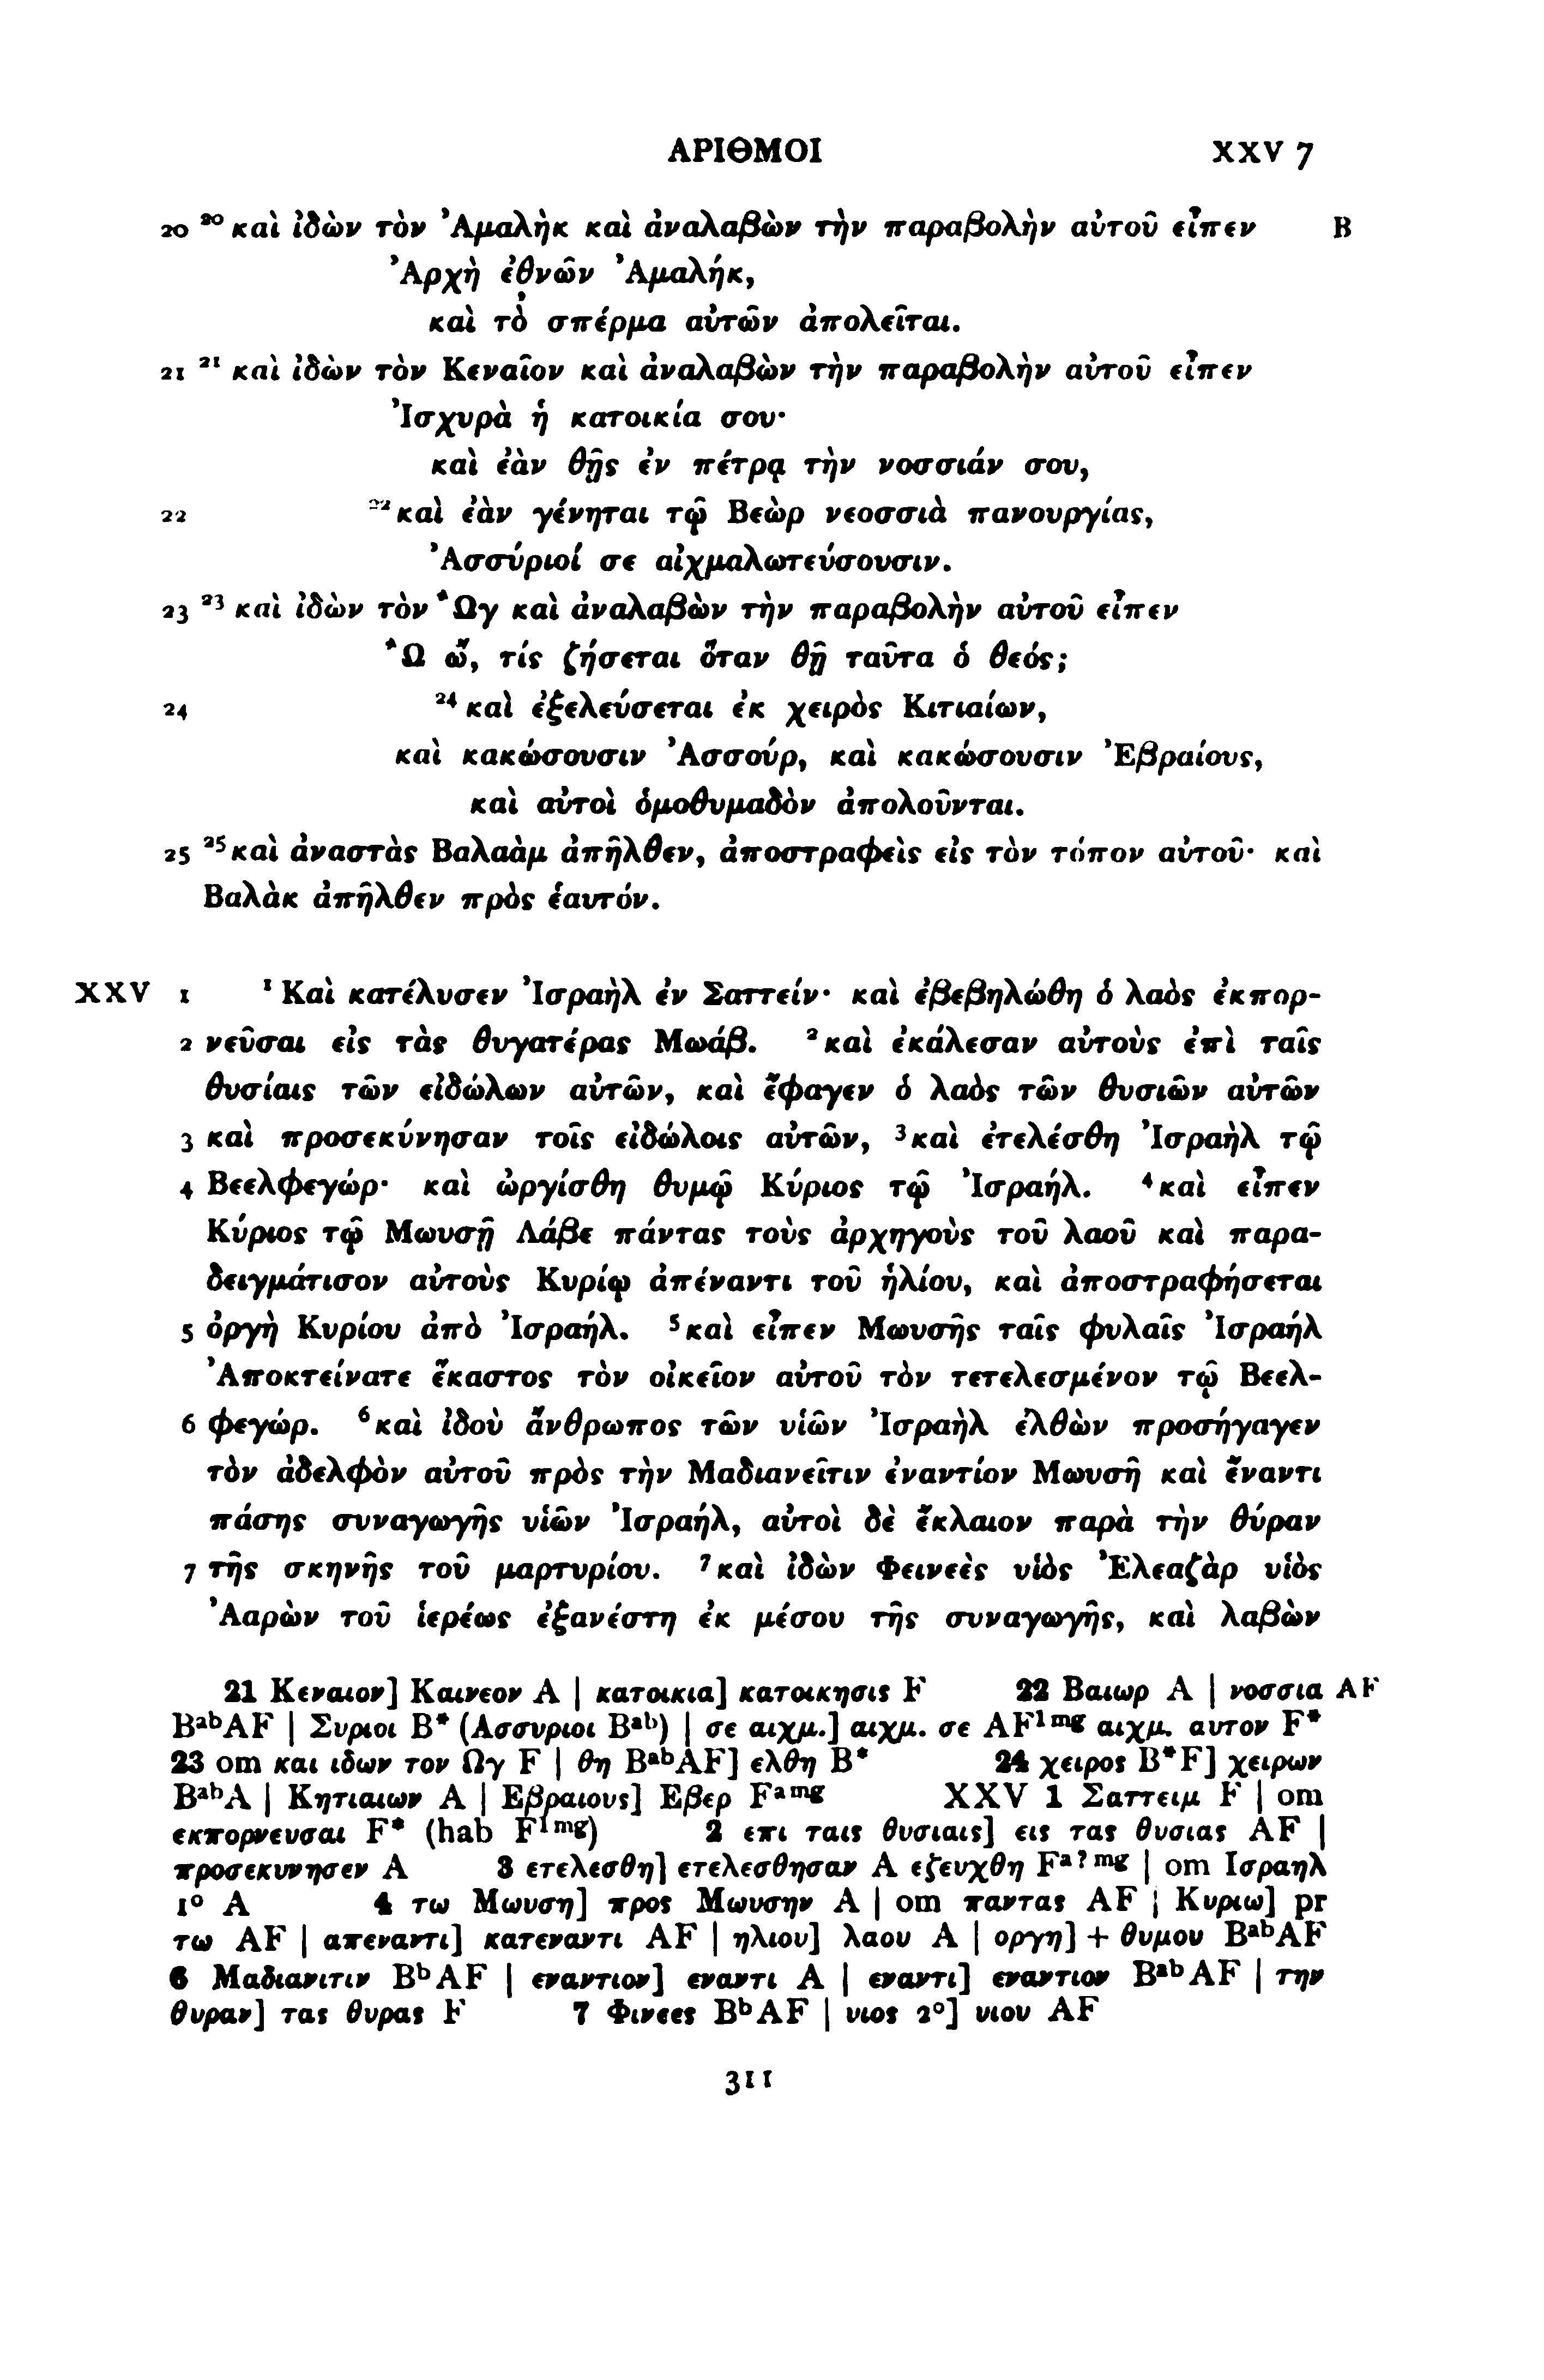 ΑΡΙΘΜΟΙ XXV 7
20 ²⁰καὶ ἰδὼν τὸν Ἀμαλὴκ καὶ ἀναλαβὼν τὴν παραβολὴν αὐτοῦ εἶπεν B
Ἀρχὴ ἐθνῶν Ἀμαλήκ,
καὶ τὸ σπέρμα αὐτῶν ἀπολεῖται.
21 ²¹καὶ ἰδὼν τὸν Κεναῖον καὶ ἀναλαβὼν τὴν παραβολὴν αὐτοῦ εἶπεν
Ἰσχυρὰ ἡ κατοικία σου·
καὶ ἐὰν θῇς ἐν πέτρᾳ τὴν νοσσιάν σου,
22 ²²καὶ ἐὰν γένηται τῷ Βεὼρ νεοσσιὰ πανουργίας,
Ἀσσύριοί σε αἰχμαλωτεύσουσιν.
23 ²³καὶ ἰδὼν τὸν Ὢγ καὶ ἀναλαβὼν τὴν παραβολὴν αὐτοῦ εἶπεν
Ὢ ὤ, τίς ζήσεται ὅταν θῇ ταῦτα ὁ θεός;
24 ²⁴καὶ ἐξελεύσεται ἐκ χειρὸς Κιτιαίων,
καὶ κακώσουσιν Ἀσσούρ, καὶ κακώσουσιν Ἐβραίους,
καὶ αὐτοὶ ὁμοθυμαδὸν ἀπολοῦνται.
25 ²⁵καὶ ἀναστὰς Βαλαὰμ ἀπῆλθεν, ἀποστραφεὶς εἰς τὸν τόπον αὐτοῦ· καὶ
Βαλὰκ ἀπῆλθεν πρὸς ἑαυτόν.
XXV 1 ¹Καὶ κατέλυσεν Ἰσραὴλ ἐν Σαττείν· καὶ ἐβεβηλώθη ὁ λαὸς ἐκπορ-
2 νεῦσαι εἰς τὰς θυγατέρας Μωάβ. ²καὶ ἐκάλεσαν αὐτοὺς ἐπὶ ταῖς
θυσίαις τῶν εἰδώλων αὐτῶν, καὶ ἔφαγεν ὁ λαὸς τῶν θυσιῶν αὐτῶν
3 καὶ προσεκύνησαν τοῖς εἰδώλοις αὐτῶν, ³καὶ ἐτελέσθη Ἰσραὴλ τῷ
4 Βεελφεγώρ· καὶ ὠργίσθη θυμῷ Κύριος τῷ Ἰσραήλ. ⁴καὶ εἶπεν
Κύριος τῷ Μωυσῇ Λάβε πάντας τοὺς ἀρχηγοὺς τοῦ λαοῦ καὶ παρα-
δειγμάτισον αὐτοὺς Κυρίῳ ἀπέναντι τοῦ ἡλίου, καὶ ἀποστραφήσεται
5 ὀργὴ Κυρίου ἀπὸ Ἰσραήλ. ⁵καὶ εἶπεν Μωυσῆς ταῖς φυλαῖς Ἰσραήλ
Ἀποκτείνατε ἕκαστος τὸν οἰκεῖον αὐτοῦ τὸν τετελεσμένον τῷ Βεελ-
6 φεγώρ. ⁶καὶ ἰδοὺ ἄνθρωπος τῶν υἱῶν Ἰσραὴλ ἐλθὼν προσήγαγεν
τὸν ἀδελφὸν αὐτοῦ πρὸς τὴν Μαδιανεῖτιν ἐναντίον Μωυσῆ καὶ ἔναντι
πάσης συναγωγῆς υἱῶν Ἰσραήλ, αὐτοὶ δὲ ἔκλαιον παρὰ τὴν θύραν
7 τῆς σκηνῆς τοῦ μαρτυρίου. ⁷καὶ ἰδὼν Φεινεὲς υἱὸς Ἐλεαζὰρ υἱὸς
Ἀαρὼν τοῦ ἱερέως ἐξανέστη ἐκ μέσου τῆς συναγωγῆς, καὶ λαβὼν
21 Κεναιον] Καινεον A | κατοικια] κατοικησις F 22 Βαιωρ A | νοσσια AF
BᵃᵇAF | Συριοι B* (Ασσυριοι Bᵃᵇ) | σε αιχμ.] αιχμ. σε AF¹ᵐᵍ αιχμ. αυτον F*
23 om και ιδων τον Ωγ F | θη BᵃᵇAF] ελθη B* 24 χειρος B*F] χειρων
BᵃᵇA | Κητιαιων A | Εβραιους] Εβερ Fᵃᵐᵍ XXV 1 Σαττειμ F | om
εκπορνευσαι F* (hab F¹ᵐᵍ) 2 επι ταις θυσιαις] εις τας θυσιας AF |
προσεκυνησεν A 3 ετελεσθη] ετελεσθησαν A εζευχθη Fᵃ?ᵐᵍ | om Ισραηλ
1° A 4 τω Μωυση] προς Μωυσην A | om παντας AF | Κυριω] pr
τω AF | απεναντι] κατεναντι AF | ηλιου] λαου A | οργη] + θυμου BᵃᵇAF
6 Μαδιανιτιν BᵇAF | εναντιον] εναντι A | εναντι] εναντιον BᵃᵇAF | την
θυραν] τας θυρας F 7 Φινεες BᵇAF | υιος 2°] υιου AF
311